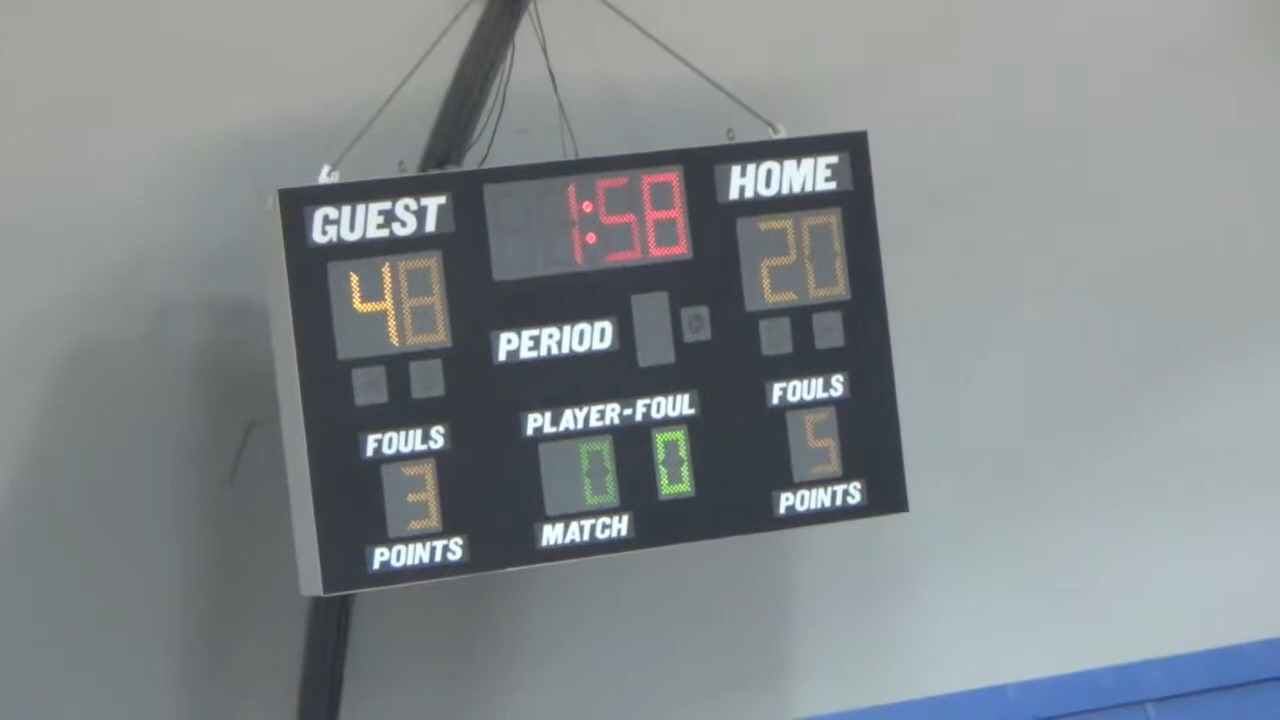 GUEST 1:58 HOME
48 20
PERIOD
FOULS PLAYER-FOUL FOULS
3 0 0 5
POINTS MATCH POINTS